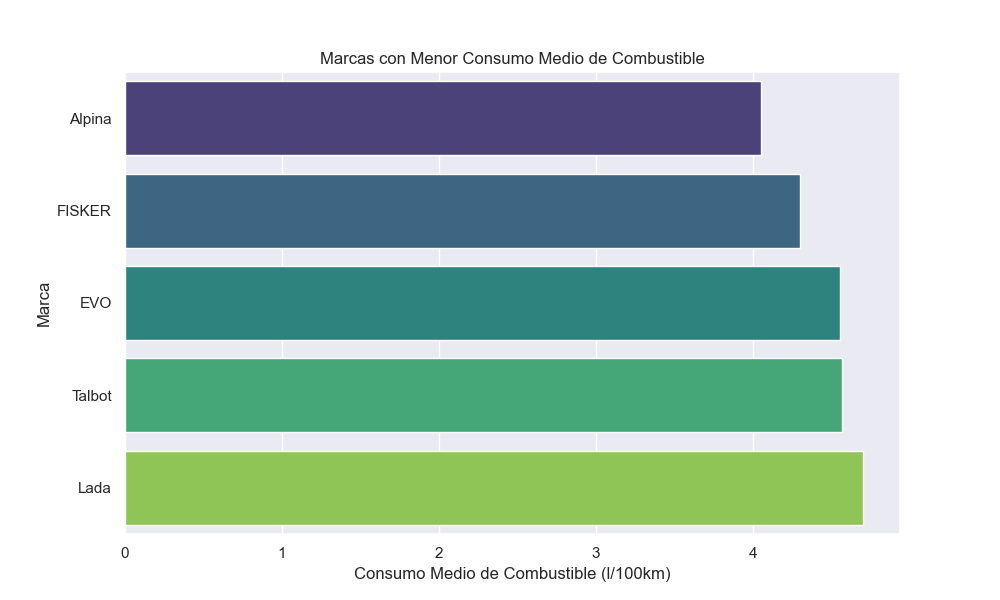 Marcas con Menor Consumo Medio de Combustible
Marca
Alpina
FISKER
EVO
Talbot
Lada
0 1 2 3 4
Consumo Medio de Combustible (l/100km)